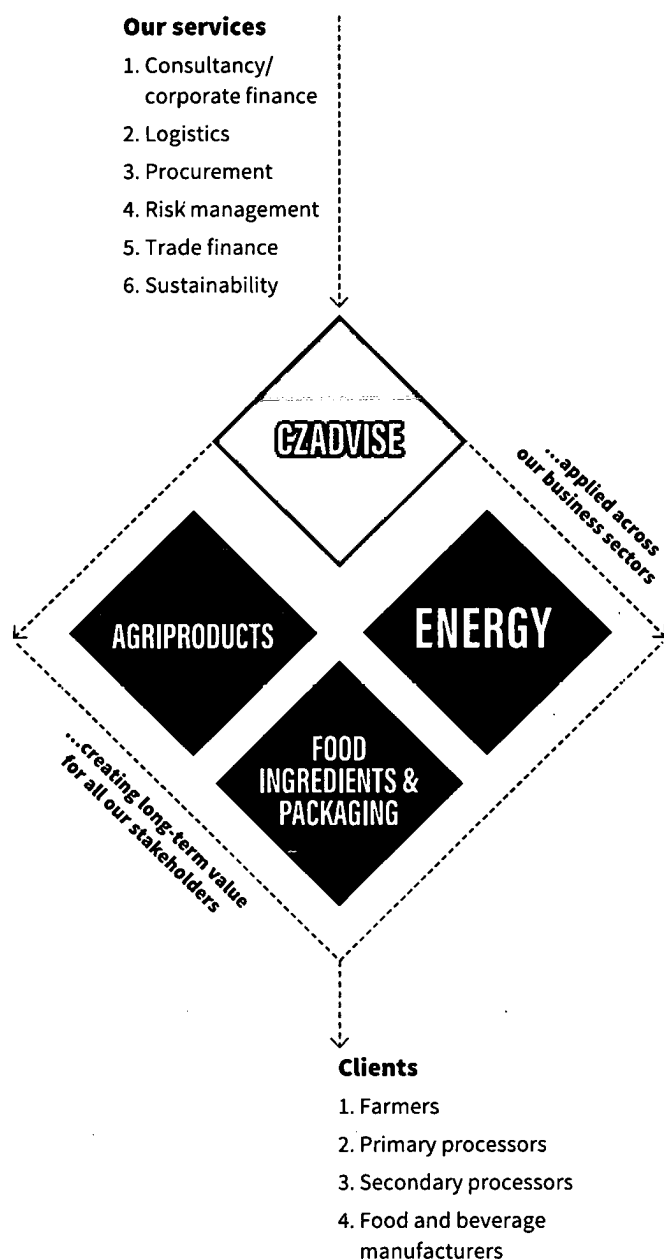 Our services
1. Consultancy/
corporate finance
2. Logistics
3. Procurement
4. Risk management
5. Trade finance
6. Sustainability
CZADVISE
...applied across
our business sectors
AGRIPRODUCTS
ENERGY
FOOD
INGREDIENTS &
PACKAGING
...creating long-term value
for all our stakeholders
Clients
1. Farmers
2. Primary processors
3. Secondary processors
4. Food and beverage
manufacturers